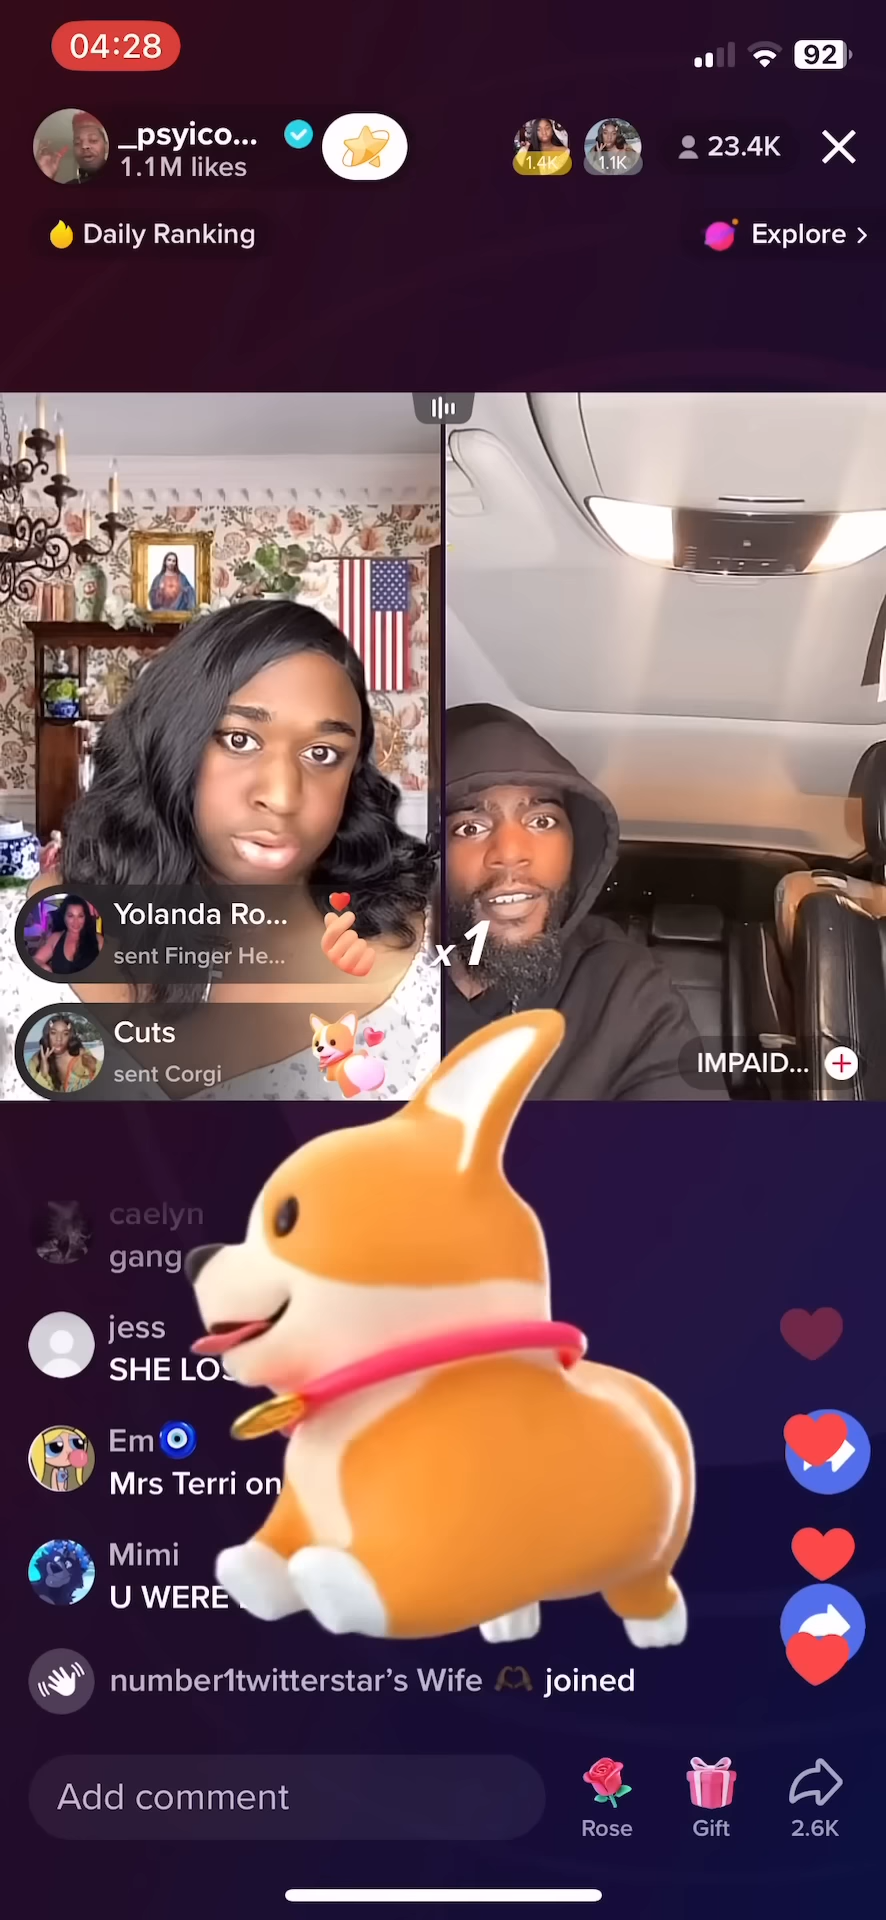 04:28
92
_psyico...
1.1M likes
1.4K
1.1K
23.4K
Daily Ranking
Explore >
Yolanda Ro...
sent Finger He...
x1
Cuts
sent Corgi
IMPAID...
caelyn
gang
jess
SHE LOS
Em
Mrs Terri on
Mimi
U WERE
number1twitterstar’s Wife 🫶🏾 joined
Add comment
Rose
Gift
2.6K